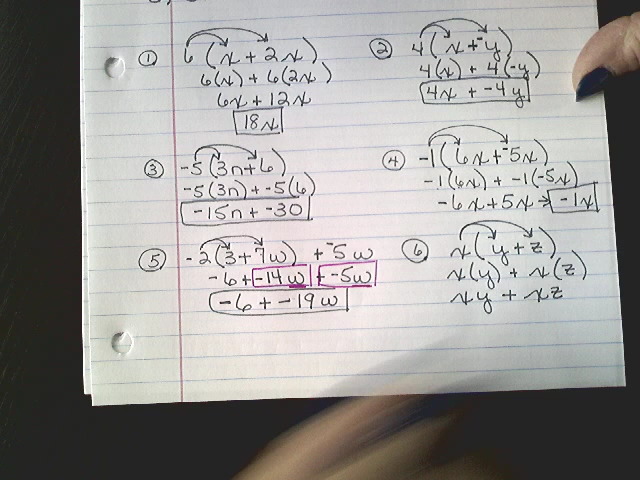 ① 6(x + 2x)
6(x) + 6(2x)
6x + 12x
18x
② 4(x + -y)
4(x) + 4(-y)
4x + -4y
③ -5(3n + 6)
-5(3n) + -5(6)
-15n + -30
④ -1(6x + -5x)
-1(6x) + -1(-5x)
-6x + 5x → -1x
⑤ -2(3 + 7w) + -5w
-6 + -14w + -5w
-6 + -19w
⑥ x(y + z)
x(y) + x(z)
xy + xz